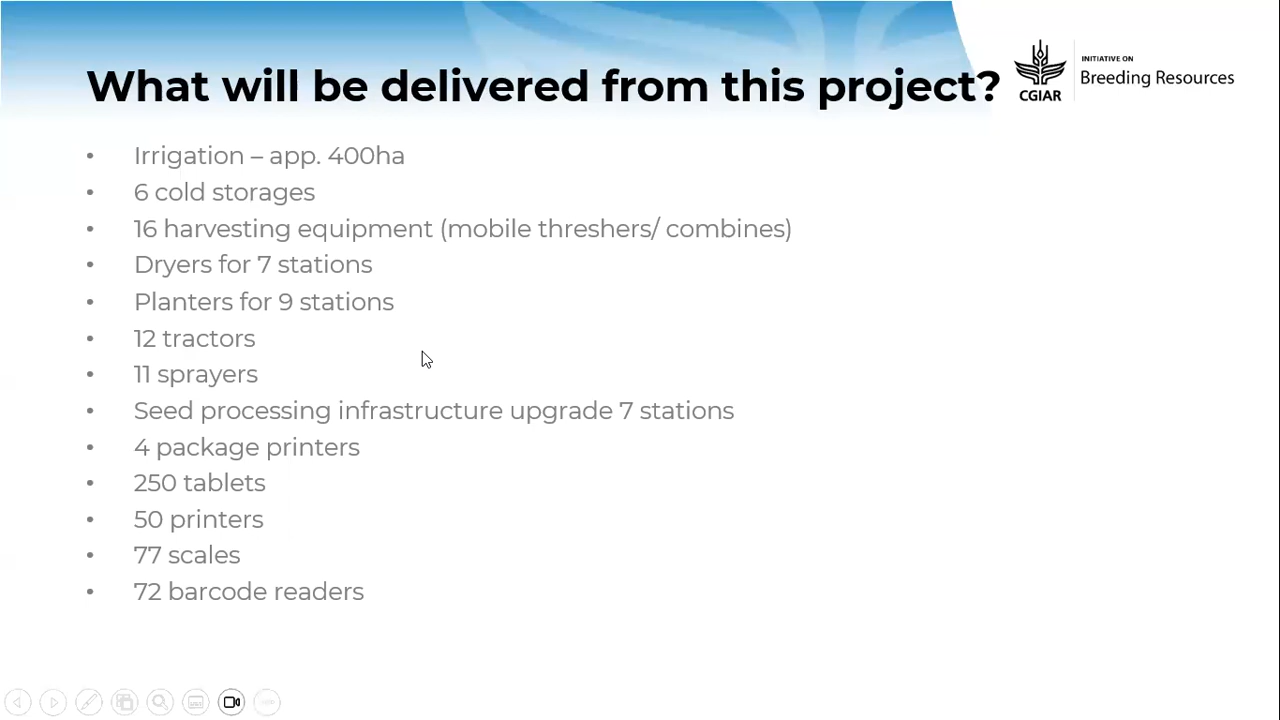 What will be delivered from this project?
INITIATIVE ON
Breeding Resources
CGIAR
• Irrigation – app. 400ha
• 6 cold storages
• 16 harvesting equipment (mobile threshers/ combines)
• Dryers for 7 stations
• Planters for 9 stations
• 12 tractors
• 11 sprayers
• Seed processing infrastructure upgrade 7 stations
• 4 package printers
• 250 tablets
• 50 printers
• 77 scales
• 72 barcode readers